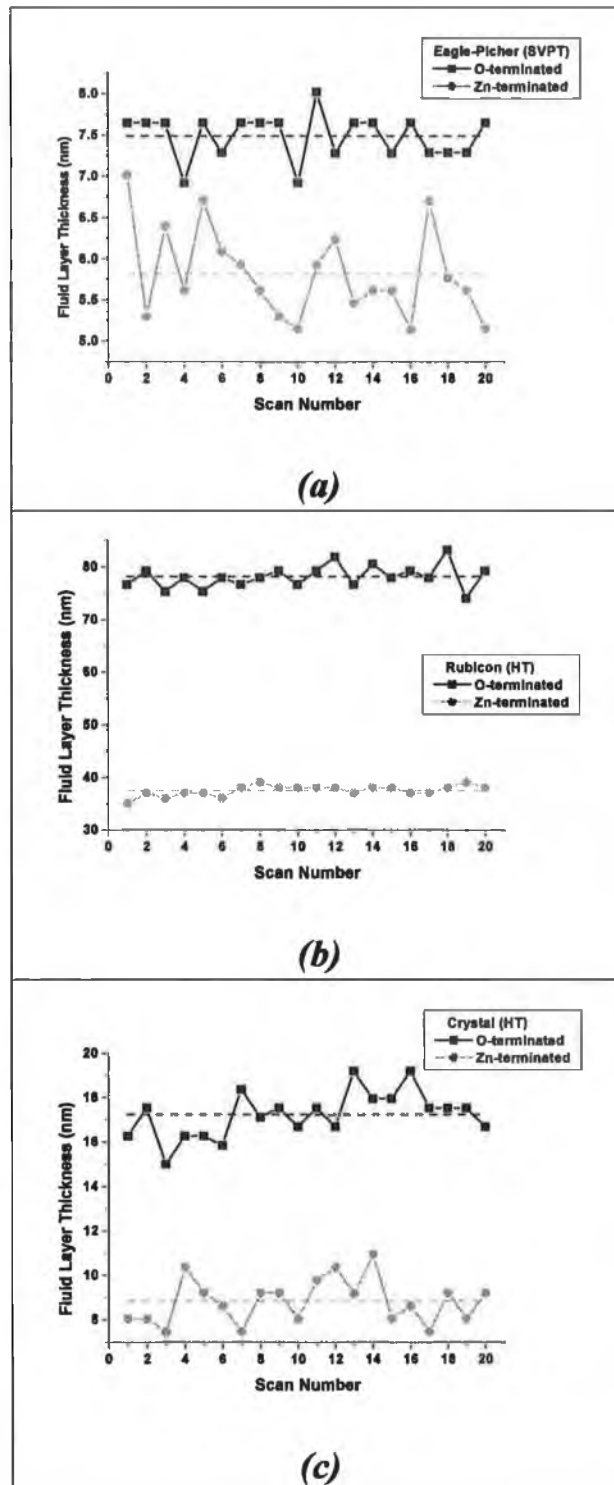 Eagle-Picher (SVPT)
O-terminated
Zn-terminated
Fluid Layer Thickness (nm)
8.0
7.5
7.0
6.5
6.0
5.5
5.0
0 2 4 6 8 10 12 14 16 18 20
Scan Number
(a)
Rubicon (HT)
O-terminated
Zn-terminated
Fluid Layer Thickness (nm)
80
70
60
50
40
30
0 2 4 6 8 10 12 14 16 18 20
Scan Number
(b)
Crystal (HT)
O-terminated
Zn-terminated
Fluid Layer Thickness (nm)
20
18
16
14
12
10
8
0 2 4 6 8 10 12 14 16 18 20
Scan Number
(c)